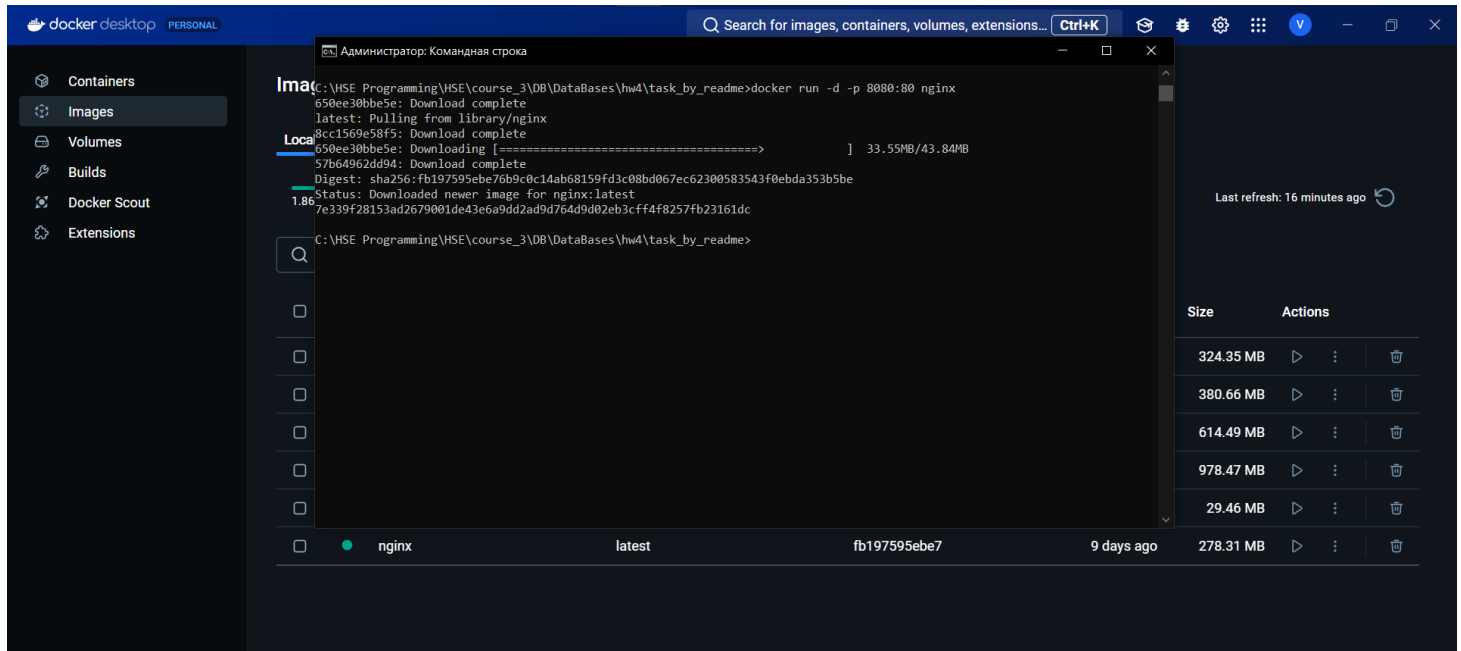 docker desktop PERSONAL
Search for images, containers, volumes, extensions... Ctrl+K
V
Администратор: Командная строка
Containers
Images
Volumes
Builds
Docker Scout
Extensions
C:\HSE Programming\HSE\course_3\DB\DataBases\hw4\task_by_readme>docker run -d -p 8080:80 nginx
650ee30bbe5e: Download complete
latest: Pulling from library/nginx
8cc1569e58f5: Download complete
650ee30bbe5e: Downloading [======================================> ] 33.55MB/43.84MB
57b64962dd94: Download complete
Digest: sha256:fb197595ebe76b9c0c14ab68159fd3c08bd067ec62300583543f0ebda353b5be
Status: Downloaded newer image for nginx:latest
7e339f28153ad2679001de43e6a9dd2ad9d764d9d02eb3cff4f8257fb23161dc
C:\HSE Programming\HSE\course_3\DB\DataBases\hw4\task_by_readme>
1.86
Last refresh: 16 minutes ago
Size Actions
324.35 MB
380.66 MB
614.49 MB
978.47 MB
29.46 MB
nginx latest fb197595ebe7 9 days ago 278.31 MB